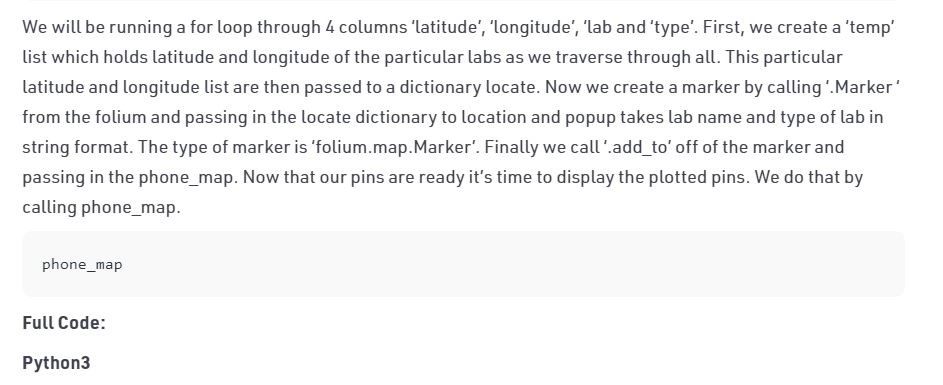 We will be running a for loop through 4 columns ‘latitude’, ‘longitude’, ‘lab and ‘type’. First, we create a ‘temp’
list which holds latitude and longitude of the particular labs as we traverse through all. This particular
latitude and longitude list are then passed to a dictionary locate. Now we create a marker by calling ‘.Marker ‘
from the folium and passing in the locate dictionary to location and popup takes lab name and type of lab in
string format. The type of marker is ‘folium.map.Marker’. Finally we call ‘.add_to’ off of the marker and
passing in the phone_map. Now that our pins are ready it’s time to display the plotted pins. We do that by
calling phone_map.
phone_map
Full Code:
Python3